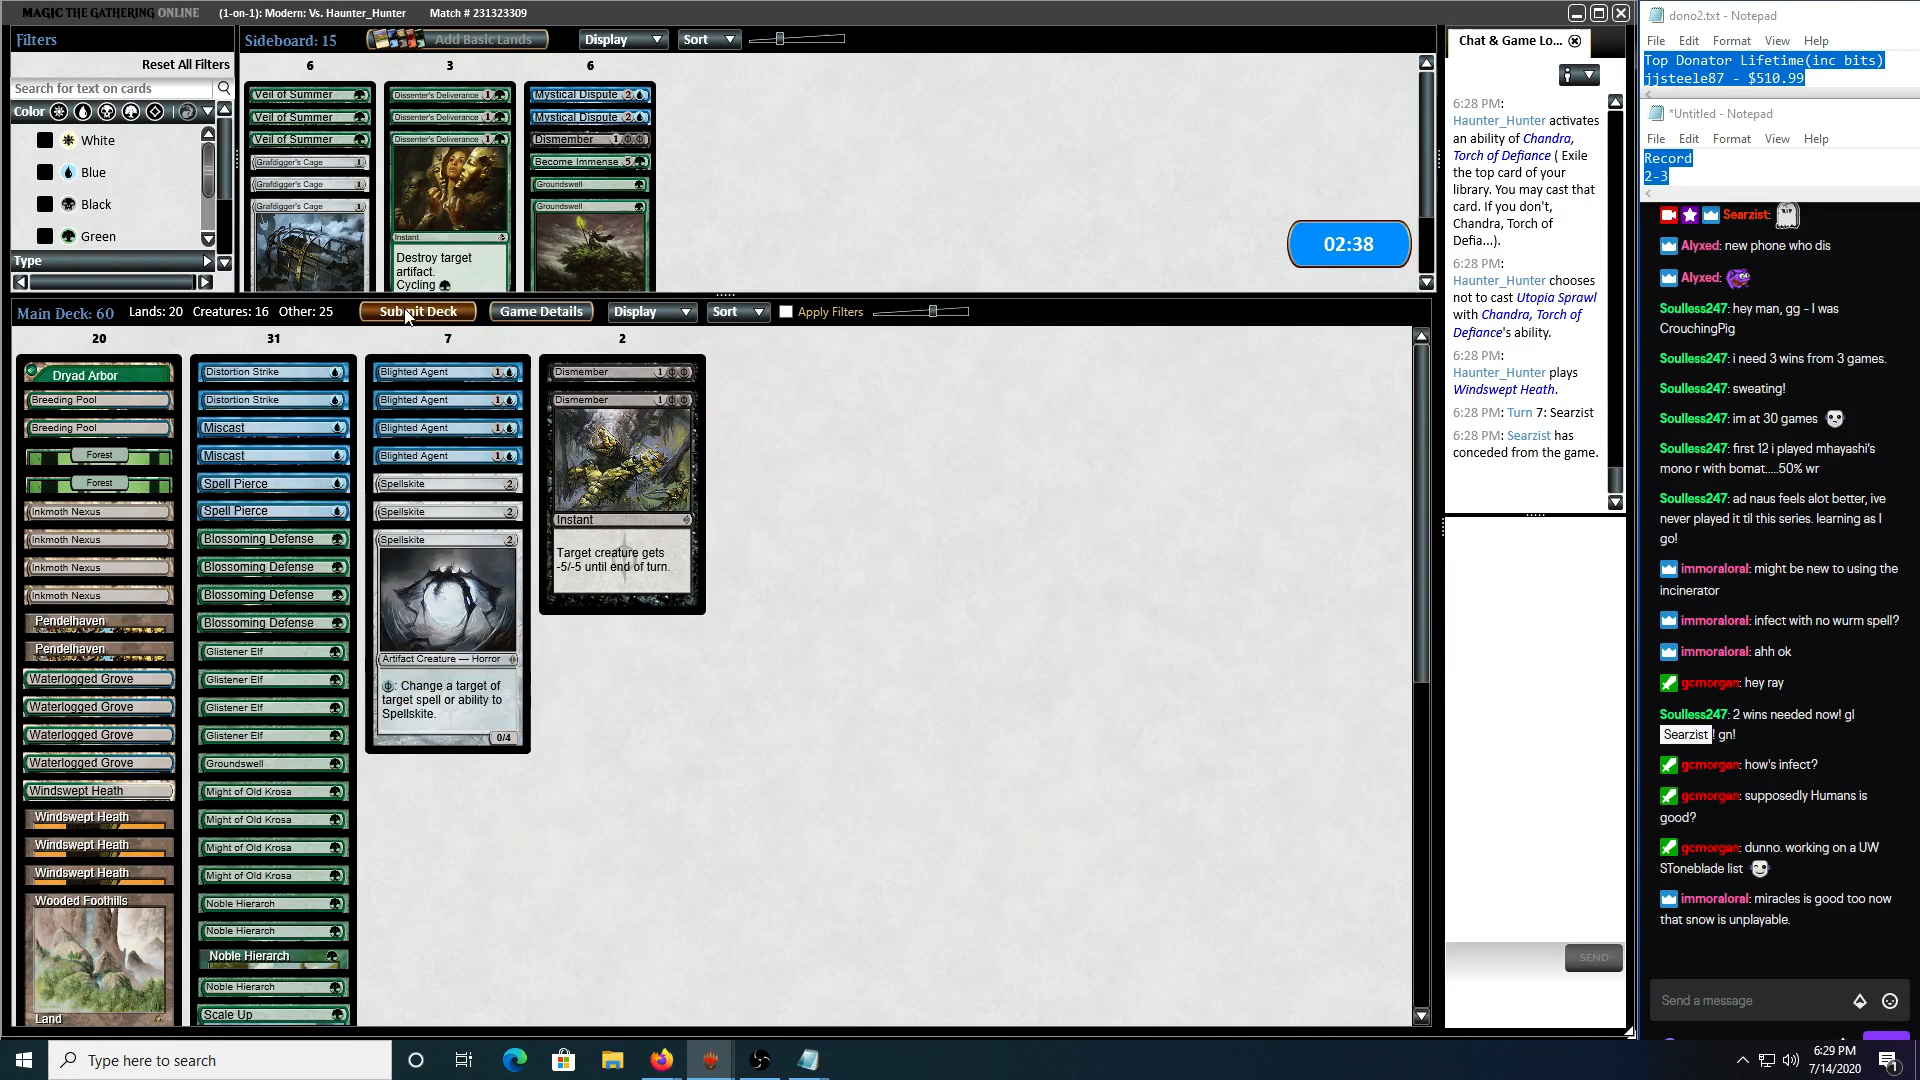 MAGIC THE GATHERING ONLINE (1-on-1): Modern: Vs. Haunter_Hunter Match # 231323309
Filters
Reset All Filters
Search for text on cards
Color
White
Blue
Black
Green
Type
Sideboard: 15
Add Basic Lands
Display
Sort
6
3
6
Veil of Summer
Veil of Summer
Veil of Summer
Grafdigger's Cage 1
Grafdigger's Cage 1
Grafdigger's Cage 1
Dissenter's Deliverance 1
Dissenter's Deliverance 1
Dissenter's Deliverance 1
Instant
Destroy target
artifact.
Cycling
Mystical Dispute 2
Mystical Dispute 2
Dismember 1
Become Immense 6
Groundswell
Groundswell
02:38
Main Deck: 60
Lands: 20 Creatures: 16 Other: 25
Submit Deck
Game Details
Display
Sort
Apply Filters
20
31
7
2
Dryad Arbor
Breeding Pool
Breeding Pool
Forest
Forest
Inkmoth Nexus
Inkmoth Nexus
Inkmoth Nexus
Inkmoth Nexus
Pendelhaven
Pendelhaven
Waterlogged Grove
Waterlogged Grove
Waterlogged Grove
Waterlogged Grove
Windswept Heath
Windswept Heath
Windswept Heath
Windswept Heath
Wooded Foothills
Land
Distortion Strike
Distortion Strike
Miscast
Miscast
Spell Pierce
Spell Pierce
Blossoming Defense
Blossoming Defense
Blossoming Defense
Blossoming Defense
Glistener Elf
Glistener Elf
Glistener Elf
Glistener Elf
Groundswell
Might of Old Krosa
Might of Old Krosa
Might of Old Krosa
Might of Old Krosa
Noble Hierarch
Noble Hierarch
Noble Hierarch
Noble Hierarch
Scale Up
Blighted Agent 1
Blighted Agent 1
Blighted Agent 1
Blighted Agent 1
Spellskite 2
Spellskite 2
Spellskite 2
Artifact Creature — Horror
: Change a target of
target spell or ability to
Spellskite.
0/4
Dismember 1
Dismember 1
Instant
Target creature gets
-5/-5 until end of turn.
Chat & Game Lo...
6:28 PM:
Haunter_Hunter activates
an ability of Chandra,
Torch of Defiance ( Exile
the top card of your
library. You may cast that
card. If you don't,
Chandra, Torch of
Defia...).
6:28 PM:
Haunter_Hunter chooses
not to cast Utopia Sprawl
with Chandra, Torch of
Defiance's ability.
6:28 PM:
Haunter_Hunter plays
Windswept Heath.
6:28 PM: Turn 7: Searzist
6:28 PM: Searzist has
conceded from the game.
SEND
dono2.txt - Notepad
File Edit Format View Help
Top Donator Lifetime(inc bits)
jjsteele87 - $510.99
*Untitled - Notepad
File Edit Format View Help
Record
2-3
Searzist:
Alyxed: new phone who dis
Alyxed:
Soulless247: hey man, gg - I was
CrouchingPig
Soulless247: i need 3 wins from 3 games.
Soulless247: sweating!
Soulless247: im at 30 games
Soulless247: first 12 i played mhayashi's
mono r with bomat.....50% wr
Soulless247: ad naus feels alot better, ive
never played it til this series. learning as I
go!
immoraloral: might be new to using the
incinerator
immoraloral: infect with no wurm spell?
immoraloral: ahh ok
gcmorgan: hey ray
Soulless247: 2 wins needed now! gl
Searzist ! gn!
gcmorgan: how's infect?
gcmorgan: supposedly Humans is
good?
gcmorgan: dunno. working on a UW
SToneblade list
immoraloral: miracles is good too now
that snow is unplayable.
Send a message
Type here to search
6:29 PM
7/14/2020
1